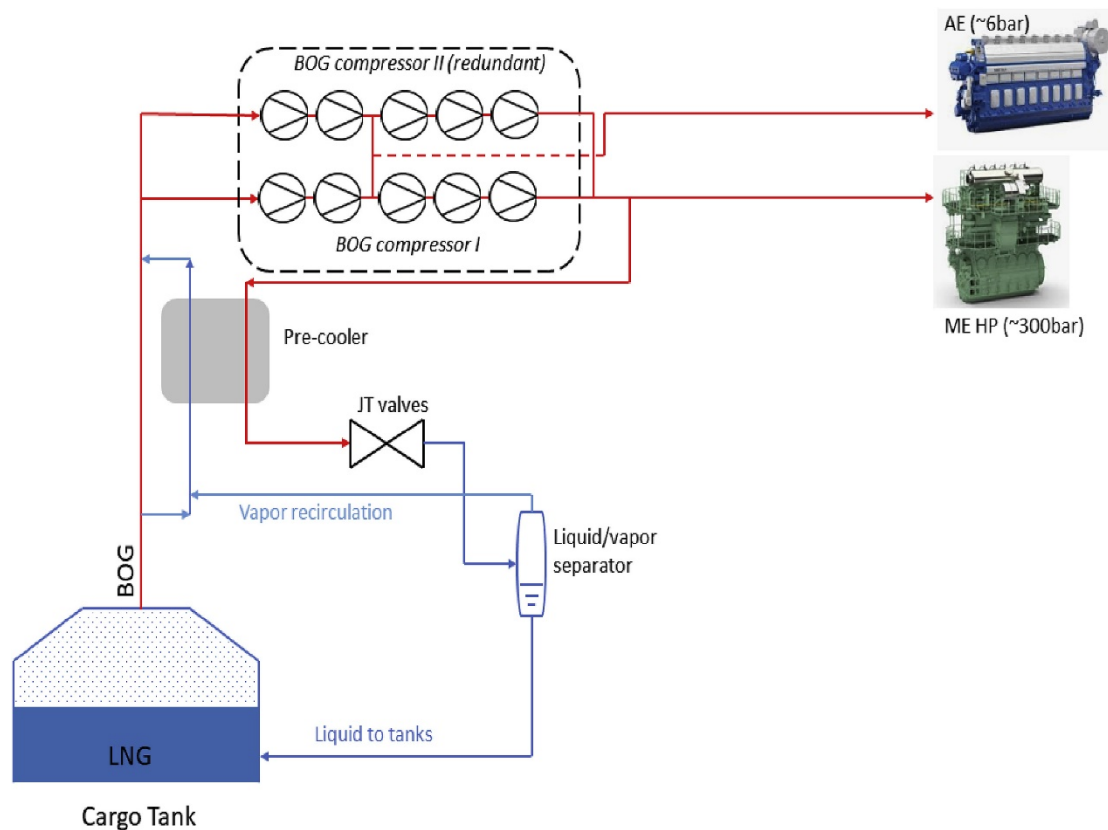 AE (~6bar)
BOG compressor II (redundant)
BOG compressor I
ME HP (~300bar)
Pre-cooler
JT valves
Vapor recirculation
Liquid/vapor
separator
BOG
Liquid to tanks
LNG
Cargo Tank